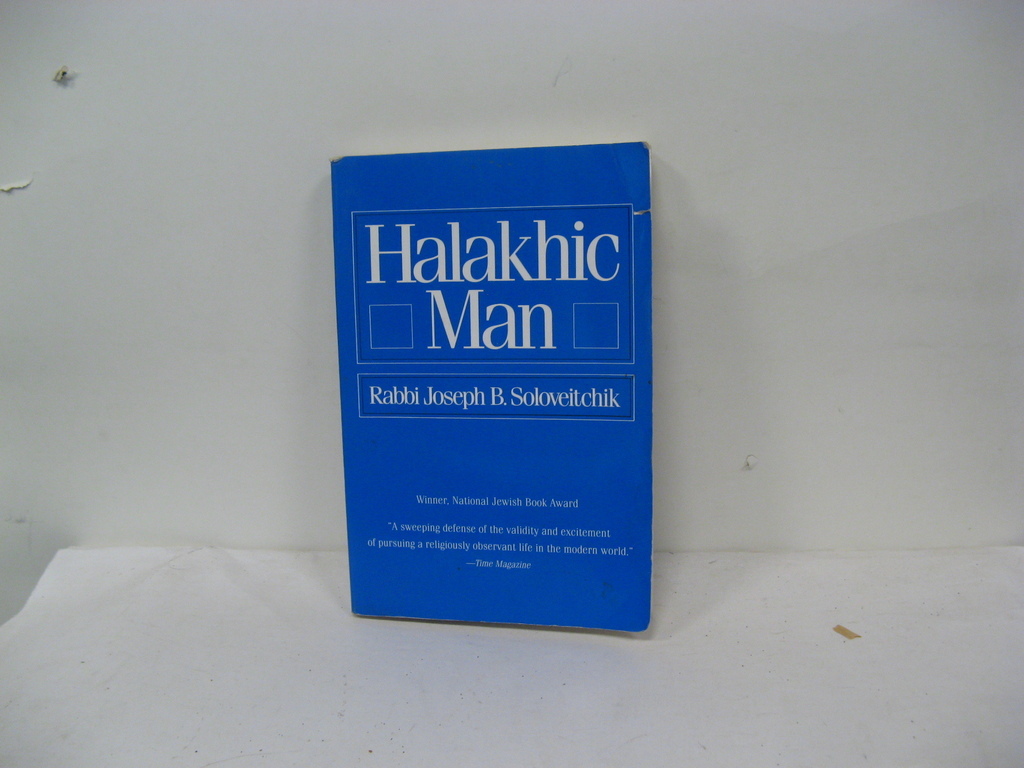 Halakhic
Man
Rabbi Joseph B. Soloveitchik
Winner, National Jewish Book Award
"A sweeping defense of the validity and excitement
of pursuing a religiously observant life in the modern world."
—Time Magazine